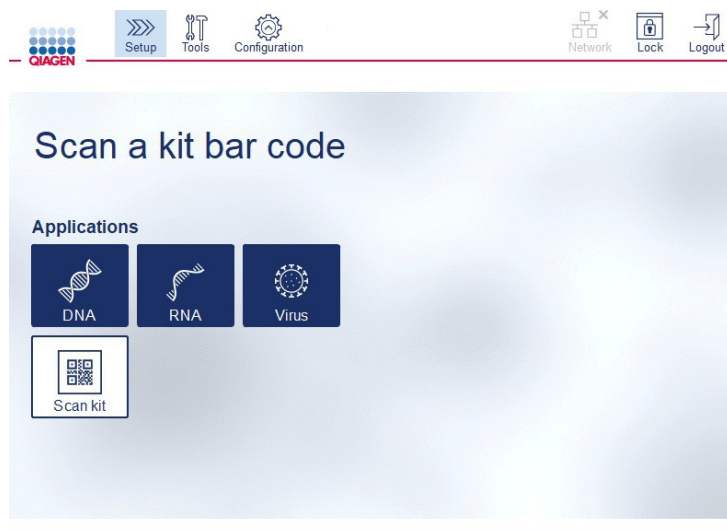 Setup
Tools
Configuration
Network
Lock
Logout
QIAGEN
Scan a kit bar code
Applications
DNA
RNA
Virus
Scan kit